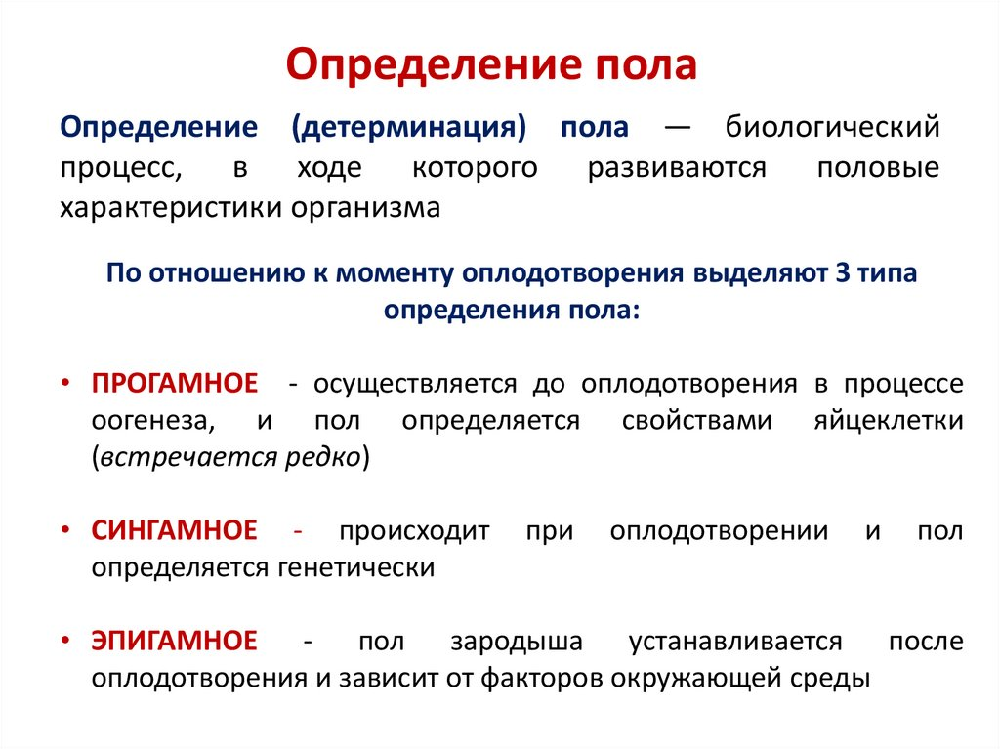 Определение пола
Определение (детерминация) пола — биологический
процесс, в ходе которого развиваются половые
характеристики организма
По отношению к моменту оплодотворения выделяют 3 типа
определения пола:
• ПРОГАМНОЕ - осуществляется до оплодотворения в процессе
оогенеза, и пол определяется свойствами яйцеклетки
(встречается редко)
• СИНГАМНОЕ - происходит при оплодотворении и пол
определяется генетически
• ЭПИГАМНОЕ - пол зародыша устанавливается после
оплодотворения и зависит от факторов окружающей среды